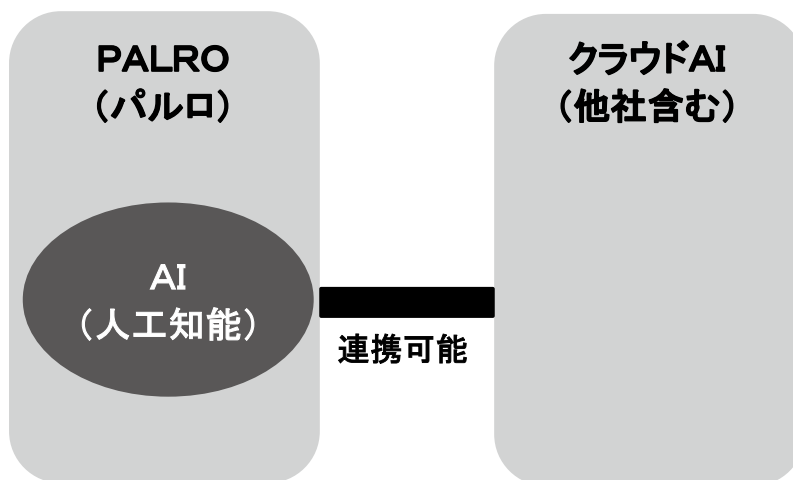 PALRO
（パルロ）
クラウドAI
（他社含む）
AI
（人工知能）
連携可能